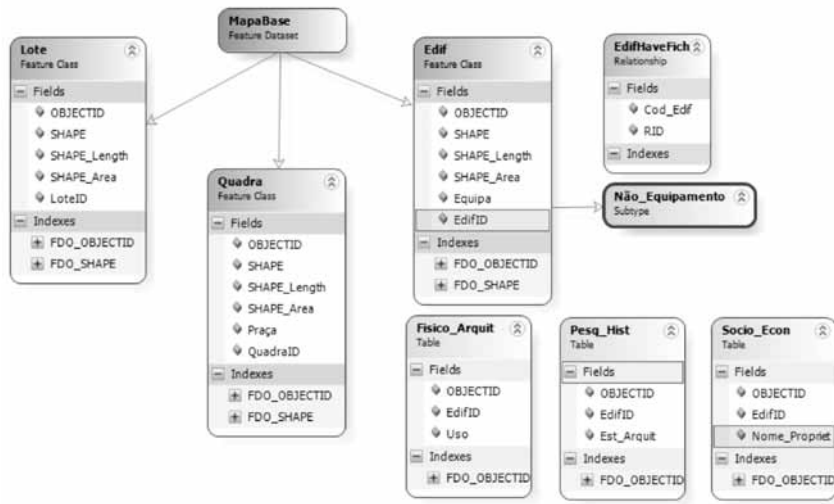 MapaBase
Feature Dataset
Lote
Feature Class
Fields
OBJECTID
SHAPE
SHAPE_Length
SHAPE_Area
LoteID
Indexes
FDO_OBJECTID
FDO_SHAPE
Quadra
Feature Class
Fields
OBJECTID
SHAPE
SHAPE_Length
SHAPE_Area
Praça
QuadraID
Indexes
FDO_OBJECTID
FDO_SHAPE
Edif
Feature Class
Fields
OBJECTID
SHAPE
SHAPE_Length
SHAPE_Area
Equipa
EdifID
Indexes
FDO_OBJECTID
FDO_SHAPE
EdifHaveFich
Relationship
Fields
Cod_Edif
RID
Indexes
Não_Equipamento
Subtype
Fisico_Arquit
Table
Fields
OBJECTID
EdifID
Uso
Indexes
FDO_OBJECTID
Pesq_Hist
Table
Fields
OBJECTID
EdifID
Est_Arquit
Indexes
FDO_OBJECTID
Socio_Econ
Table
Fields
OBJECTID
EdifID
Nome_Propriet
Indexes
FDO_OBJECTID